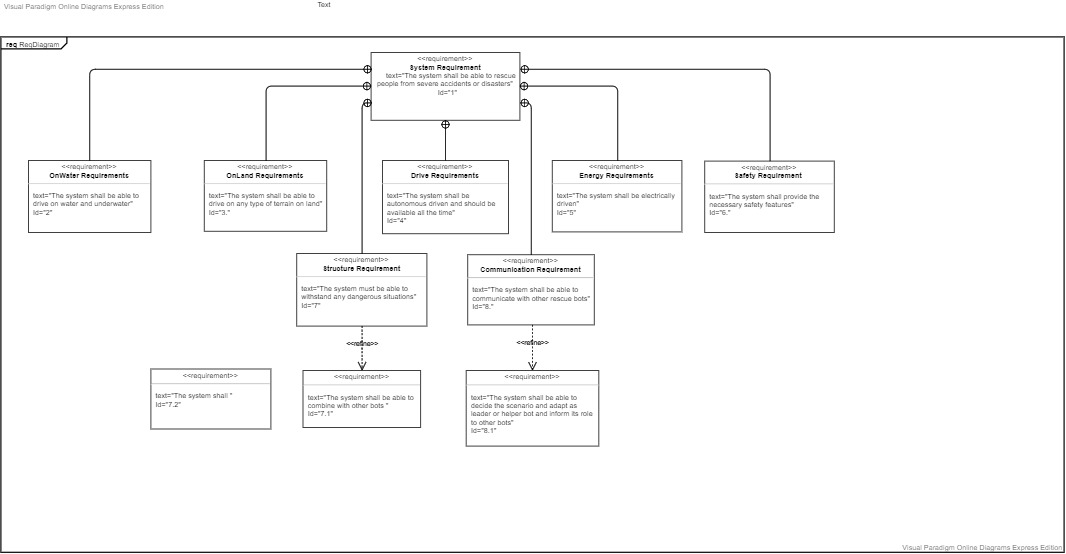 Visual Paradigm Online Diagrams Express Edition
Text
req ReqDiagram
<<requirement>>
System Requirement
text="The system shall be able to rescue
people from severe accidents or disasters"
Id="1"
<<requirement>>
OnWater Requirements
text="The system shall be able to
drive on water and underwater"
Id="2"
<<requirement>>
OnLand Requirements
text="The system shall be able to
drive on any type of terrain on land"
Id="3."
<<requirement>>
Drive Requirements
text="The system shall be
autonomous driven and should be
available all the time"
Id="4"
<<requirement>>
Energy Requirements
text="The system shall be electrically
driven"
Id="5"
<<requirement>>
Safety Requirement
text="The system shall provide the
necessary safety features"
Id="6."
<<requirement>>
Structure Requirement
text="The system must be able to
withstand any dangerous situations"
Id="7"
<<requirement>>
Communication Requirement
text="The system shall be able to
communicate with other rescue bots"
Id="8."
<<refine>>
<<refine>>
<<requirement>>
text="The system shall "
Id="7.2"
<<requirement>>
text="The system shall be able to
combine with other bots "
Id="7.1"
<<requirement>>
text="The system shall be able to
decide the scenario and adapt as
leader or helper bot and inform its role
to other bots"
Id="8.1"
Visual Paradigm Online Diagrams Express Edition